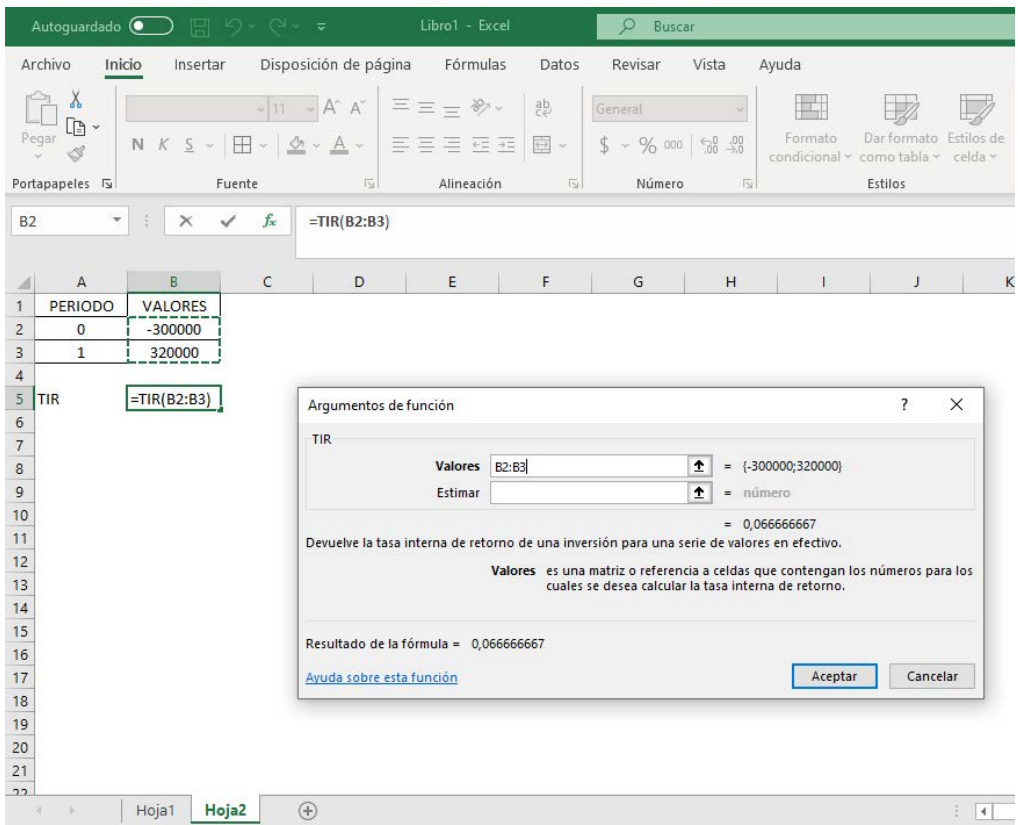 Autoguardado Libro1 - Excel Buscar
Archivo Inicio Insertar Disposición de página Fórmulas Datos Revisar Vista Ayuda
Pegar 11 A^ A˅ ab General
N K S A $ % 000 Formato condicional Dar formato como tabla Estilos de celda
Portapapeles Fuente Alineación Número Estilos
B2 fx =TIR(B2:B3)
A B C D E F G H I J K
1 PERIODO VALORES
2 0 -300000
3 1 320000
4
5 TIR =TIR(B2:B3)
6
7
8
9
10
11
12
13
14
15
16
17
18
19
20
21
22
Argumentos de función ? X
TIR
Valores B2:B3 = {-300000;320000}
Estimar = número
= 0,066666667
Devuelve la tasa interna de retorno de una inversión para una serie de valores en efectivo.
Valores es una matriz o referencia a celdas que contengan los números para los
cuales se desea calcular la tasa interna de retorno.
Resultado de la fórmula = 0,066666667
Ayuda sobre esta función Aceptar Cancelar
Hoja1 Hoja2